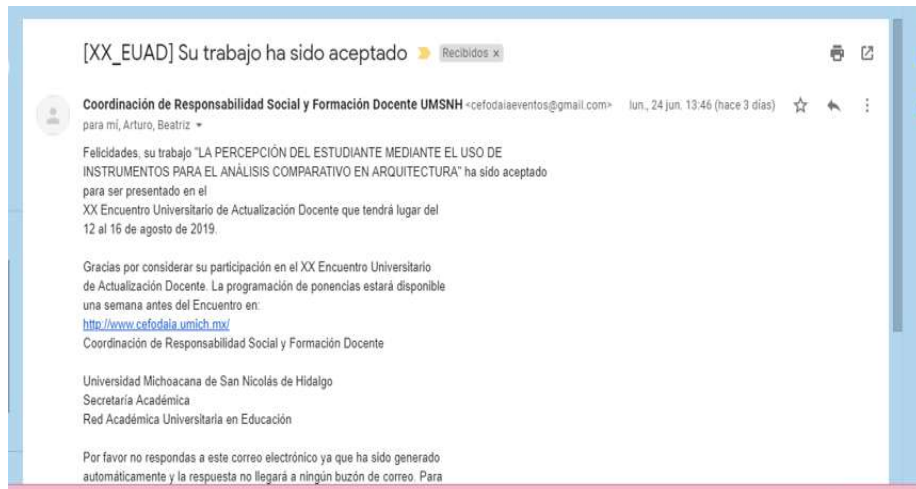 [XX_EUAD] Su trabajo ha sido aceptado Recibidos x
Coordinación de Responsabilidad Social y Formación Docente UMSNH <cefodaiaeventos@gmail.com> lun., 24 jun. 13:46 (hace 3 días)
para mí, Arturo, Beatriz
Felicidades, su trabajo "LA PERCEPCIÓN DEL ESTUDIANTE MEDIANTE EL USO DE
INSTRUMENTOS PARA EL ANÀLISIS COMPARATIVO EN ARQUITECTURA" ha sido aceptado
para ser presentado en el
XX Encuentro Universitario de Actualización Docente que tendrá lugar del
12 al 16 de agosto de 2019.
Gracias por considerar su participación en el XX Encuentro Universitario
de Actualización Docente. La programación de ponencias estará disponible
una semana antes del Encuentro en:
http://www.cefodaia.umich.mx/
Coordinación de Responsabilidad Social y Formación Docente
Universidad Michoacana de San Nicolás de Hidalgo
Secretaría Académica
Red Académica Universitaria en Educación
Por favor no respondas a este correo electrónico ya que ha sido generado
automáticamente y la respuesta no llegará a ningún buzón de correo. Para